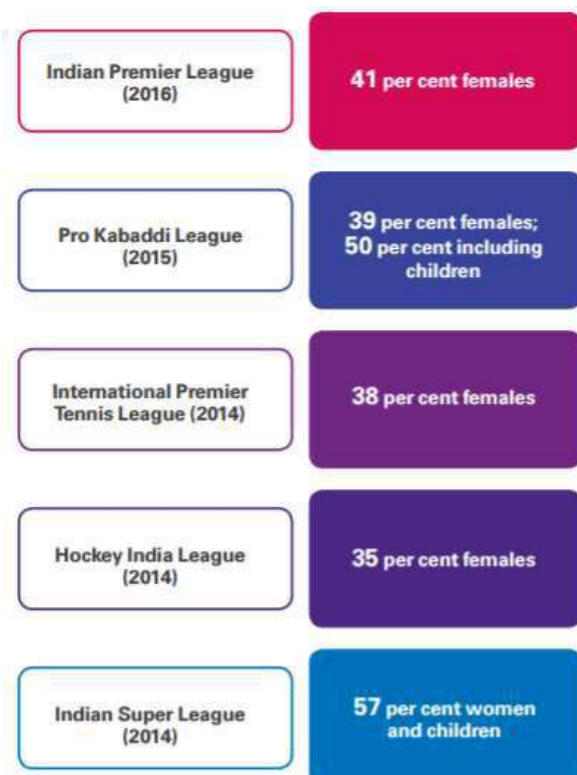 Indian Premier League
(2016)
41 per cent females
Pro Kabaddi League
(2015)
39 per cent females;
50 per cent including
children
International Premier
Tennis League (2014)
38 per cent females
Hockey India League
(2014)
35 per cent females
Indian Super League
(2014)
57 per cent women
and children